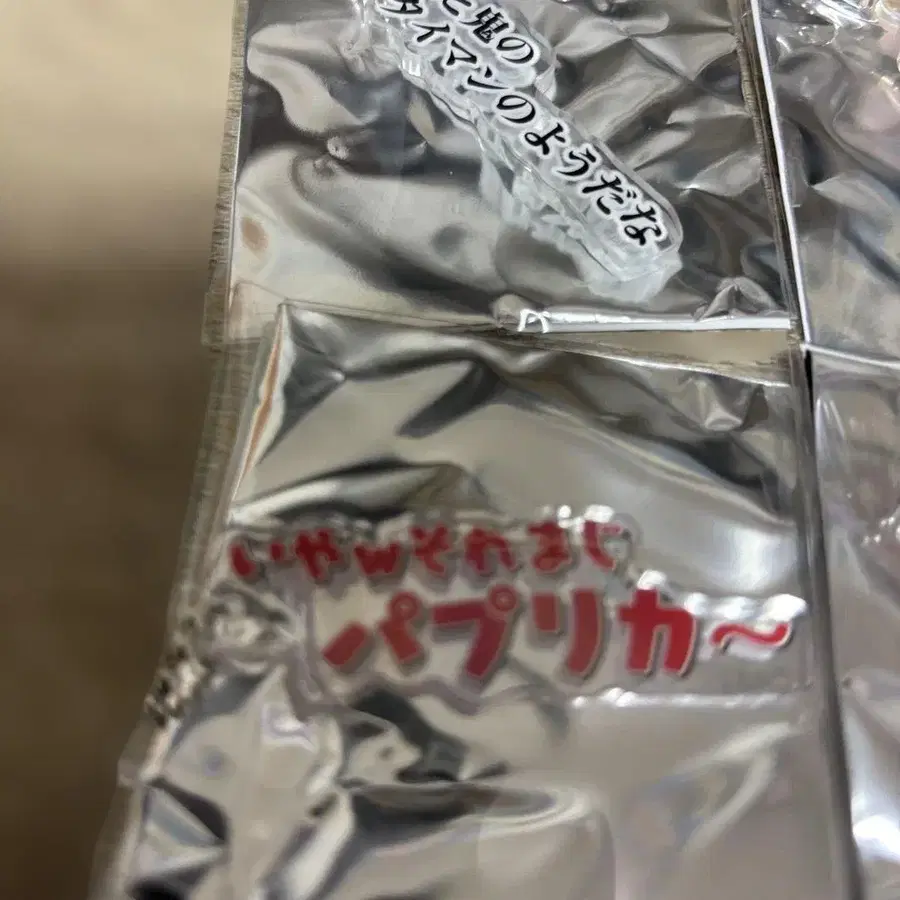 と鬼の
タイマンのようだな
いやwそれまじ
パプリカ～